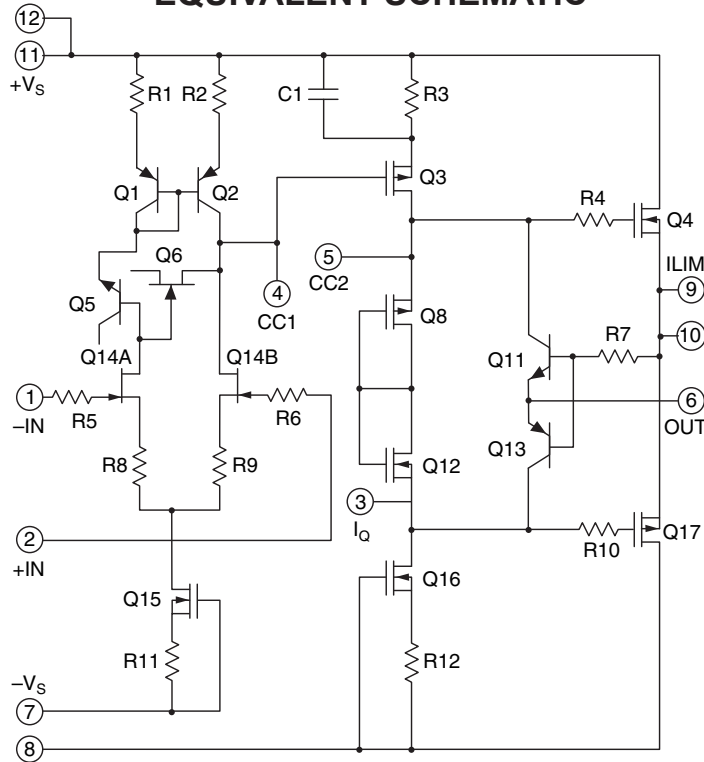 EQUIVALENT SCHEMATIC
12
11
+VS
R1
R2
C1
R3
Q1
Q2
Q3
R4
Q4
Q6
5
CC2
ILIM
9
4
CC1
Q5
Q8
10
Q14A
Q14B
Q11
R7
1
–IN
R5
R6
6
OUT
Q13
R8
R9
Q12
3
IQ
2
+IN
R10
Q17
Q15
Q16
R11
R12
–VS
7
8